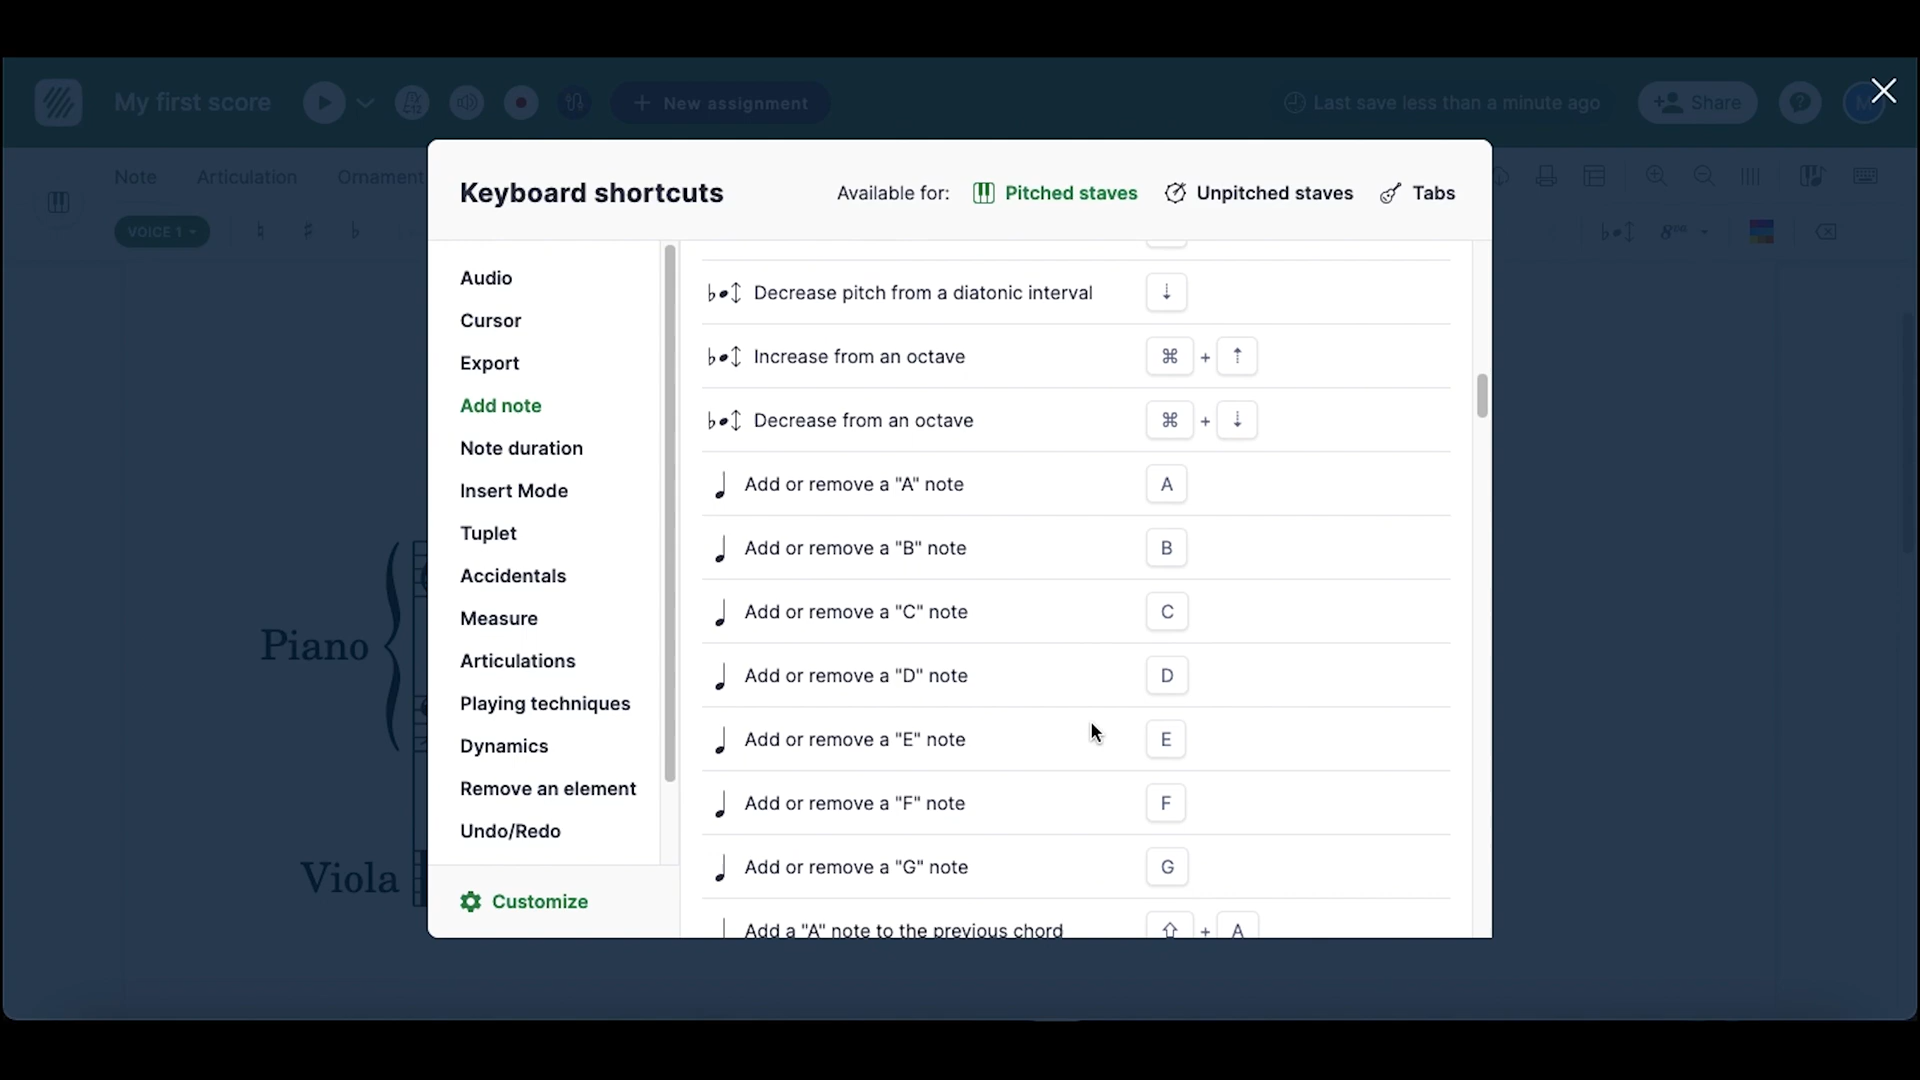 My first score
+ New assignment
Last save less than a minute ago
Share
M
Note
Articulation
Ornament
VOICE 1
Keyboard shortcuts
Available for:
Pitched staves
Unpitched staves
Tabs
Audio
Cursor
Export
Add note
Note duration
Insert Mode
Tuplet
Accidentals
Measure
Articulations
Playing techniques
Dynamics
Remove an element
Undo/Redo
Customize
Decrease pitch from a diatonic interval ↓
Increase from an octave ⌘ + ↑
Decrease from an octave ⌘ + ↓
Add or remove a "A" note A
Add or remove a "B" note B
Add or remove a "C" note C
Add or remove a "D" note D
Add or remove a "E" note E
Add or remove a "F" note F
Add or remove a "G" note G
Add a "A" note to the previous chord ⇧ + A
Piano
Viola